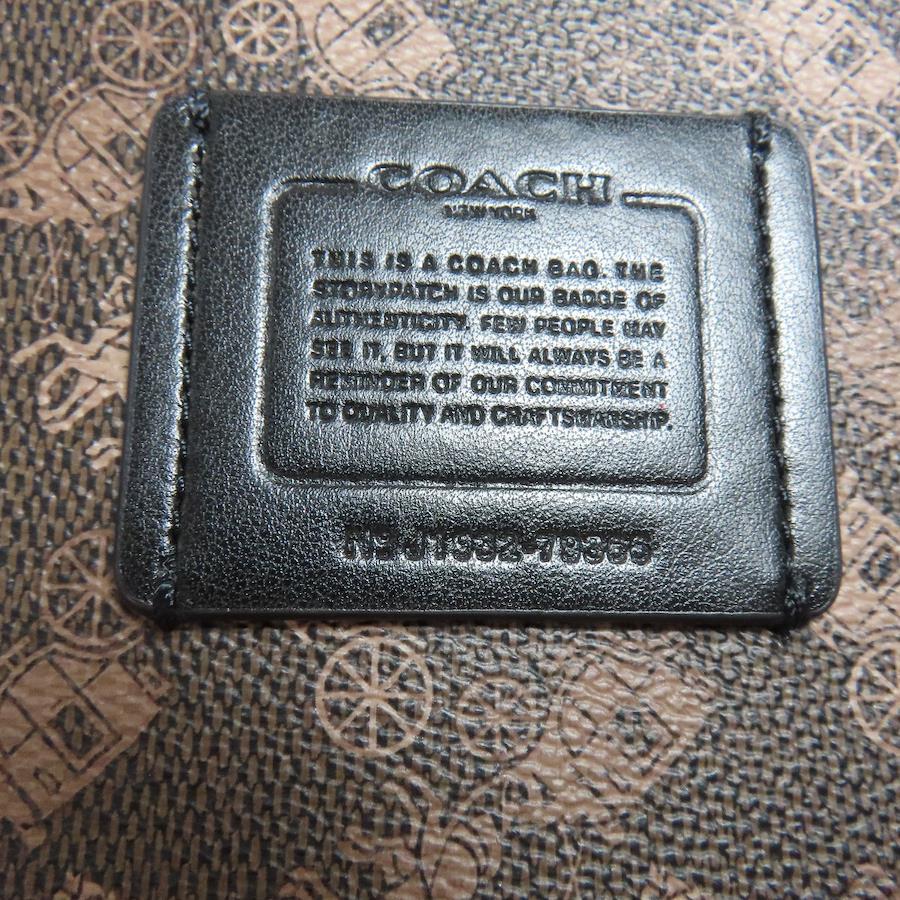 COACH
NEW YORK
THIS IS A COACH BAG. THE
STORYPATCH IS OUR BADGE OF
AUTHENTICITY. FEW PEOPLE MAY
SEE IT, BUT IT WILL ALWAYS BE A
REMINDER OF OUR COMMITMENT
TO QUALITY AND CRAFTSMANSHIP.